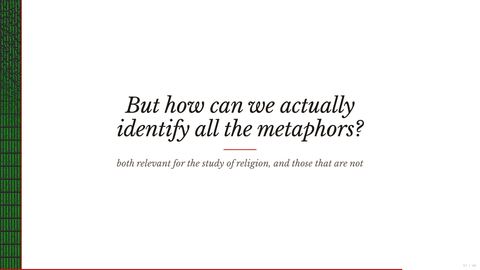 But how can we actually
identify all the metaphors?
both relevant for the study of religion, and those that are not